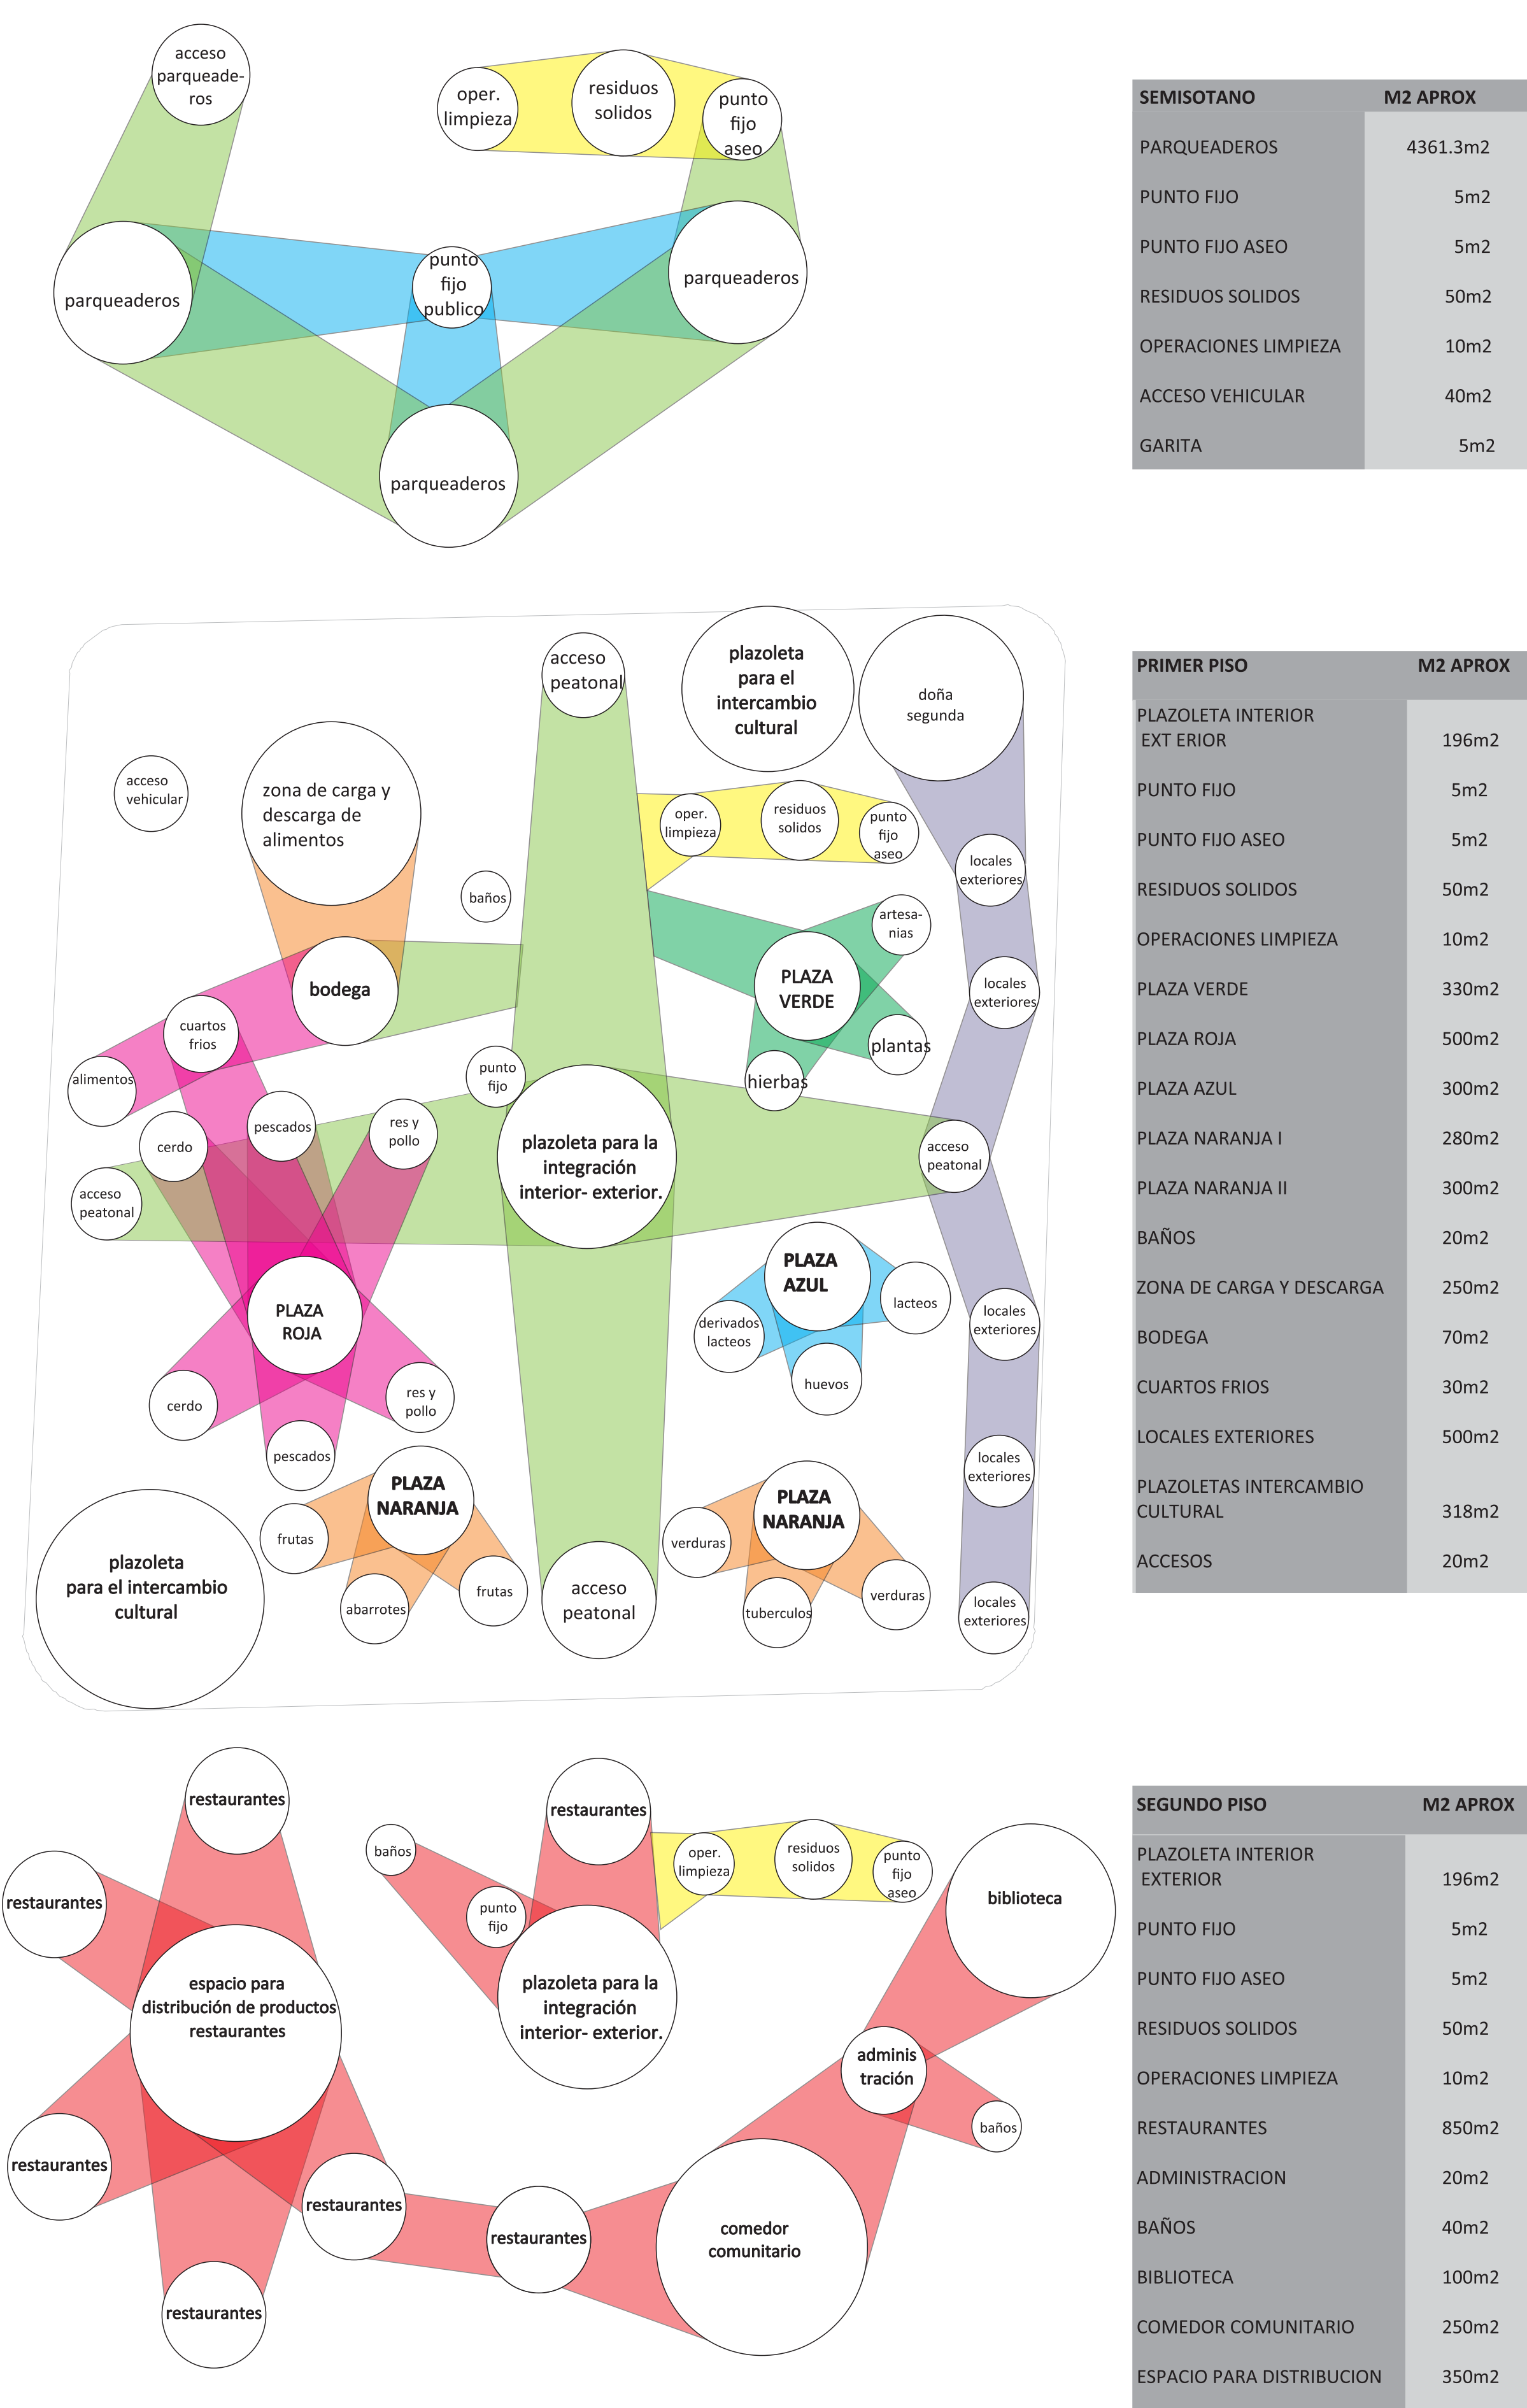 acceso
parqueade-
ros
oper.
limpieza
residuos
solidos
punto
fijo
aseo
parqueaderos
punto
fijo
publico
parqueaderos
parqueaderos
SEMISOTANO M2 APROX
PARQUEADEROS 4361.3m2
PUNTO FIJO 5m2
PUNTO FIJO ASEO 5m2
RESIDUOS SOLIDOS 50m2
OPERACIONES LIMPIEZA 10m2
ACCESO VEHICULAR 40m2
GARITA 5m2
acceso
peatonal
plazoleta
para el
intercambio
cultural
doña
segunda
acceso
vehicular
zona de carga y
descarga de
alimentos
oper.
limpieza
residuos
solidos
punto
fijo
aseo
locales
exteriores
baños
artesa-
nias
bodega
PLAZA
VERDE
locales
exteriores
cuartos
frios
plantas
alimentos
punto
fijo
hierbas
cerdo
pescados
res y
pollo
plazoleta para la
integración
interior- exterior.
acceso
peatonal
acceso
peatonal
PLAZA
ROJA
PLAZA
AZUL
derivados
lacteos
lacteos
huevos
locales
exteriores
cerdo
res y
pollo
pescados
locales
exteriores
PLAZA
NARANJA
frutas
abarrotes
frutas
PLAZA
NARANJA
verduras
tuberculos
verduras
plazoleta
para el intercambio
cultural
acceso
peatonal
locales
exteriores
PRIMER PISO M2 APROX
PLAZOLETA INTERIOR
EXT ERIOR 196m2
PUNTO FIJO 5m2
PUNTO FIJO ASEO 5m2
RESIDUOS SOLIDOS 50m2
OPERACIONES LIMPIEZA 10m2
PLAZA VERDE 330m2
PLAZA ROJA 500m2
PLAZA AZUL 300m2
PLAZA NARANJA I 280m2
PLAZA NARANJA II 300m2
BAÑOS 20m2
ZONA DE CARGA Y DESCARGA 250m2
BODEGA 70m2
CUARTOS FRIOS 30m2
LOCALES EXTERIORES 500m2
PLAZOLETAS INTERCAMBIO
CULTURAL 318m2
ACCESOS 20m2
restaurantes
restaurantes
baños
oper.
limpieza
residuos
solidos
punto
fijo
aseo
restaurantes
punto
fijo
biblioteca
espacio para
distribución de productos
restaurantes
plazoleta para la
integración
interior- exterior.
adminis
tración
baños
restaurantes
restaurantes
restaurantes
comedor
comunitario
restaurantes
SEGUNDO PISO M2 APROX
PLAZOLETA INTERIOR
EXTERIOR 196m2
PUNTO FIJO 5m2
PUNTO FIJO ASEO 5m2
RESIDUOS SOLIDOS 50m2
OPERACIONES LIMPIEZA 10m2
RESTAURANTES 850m2
ADMINISTRACION 20m2
BAÑOS 40m2
BIBLIOTECA 100m2
COMEDOR COMUNITARIO 250m2
ESPACIO PARA DISTRIBUCION 350m2